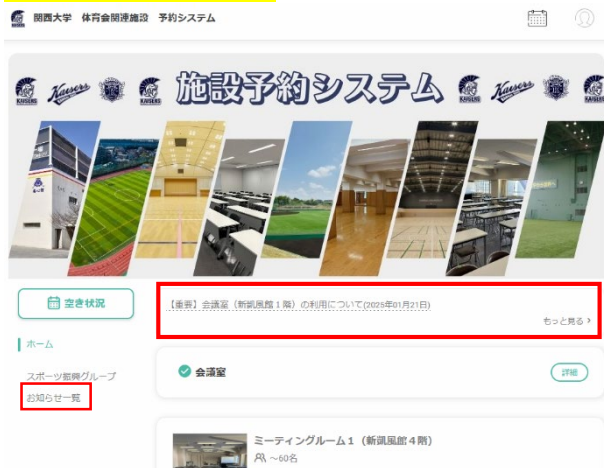 関西大学 体育会関連施設 予約システム
KAISERS Kaisers KAISERS 施設予約システム KAISERS Kaisers KAISERS
空き状況
【重要】会議室（新凱風館１階）の利用について(2025年01月21日)
もっと見る
ホーム
スポーツ振興グループ
お知らせ一覧
会議室
詳細
ミーティングルーム１（新凱風館４階）
～60名